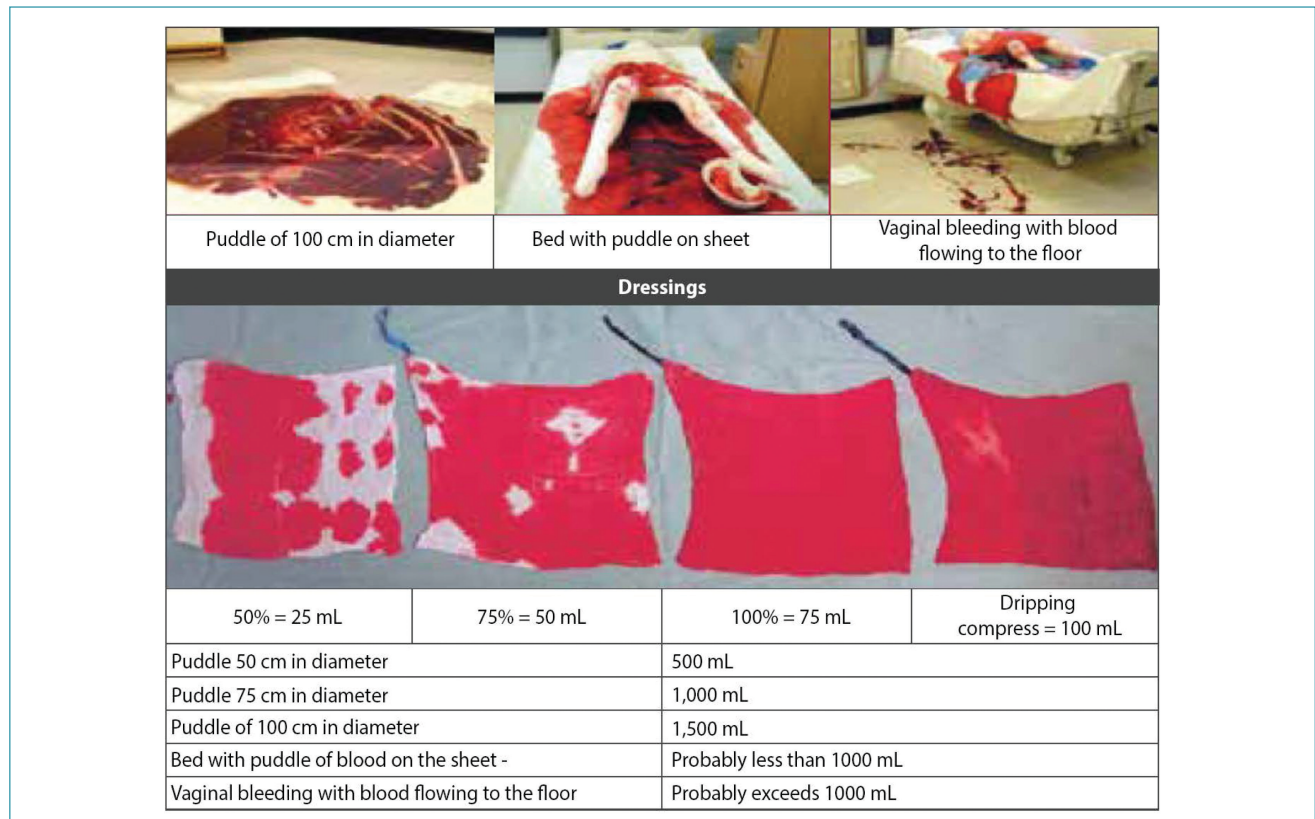 Puddle of 100 cm in diameter
Bed with puddle on sheet
Vaginal bleeding with blood
flowing to the floor
Dressings
50% = 25 mL
75% = 50 mL
100% = 75 mL
Dripping
compress = 100 mL
Puddle 50 cm in diameter
500 mL
Puddle 75 cm in diameter
1,000 mL
Puddle of 100 cm in diameter
1,500 mL
Bed with puddle of blood on the sheet -
Probably less than 1000 mL
Vaginal bleeding with blood flowing to the floor
Probably exceeds 1000 mL